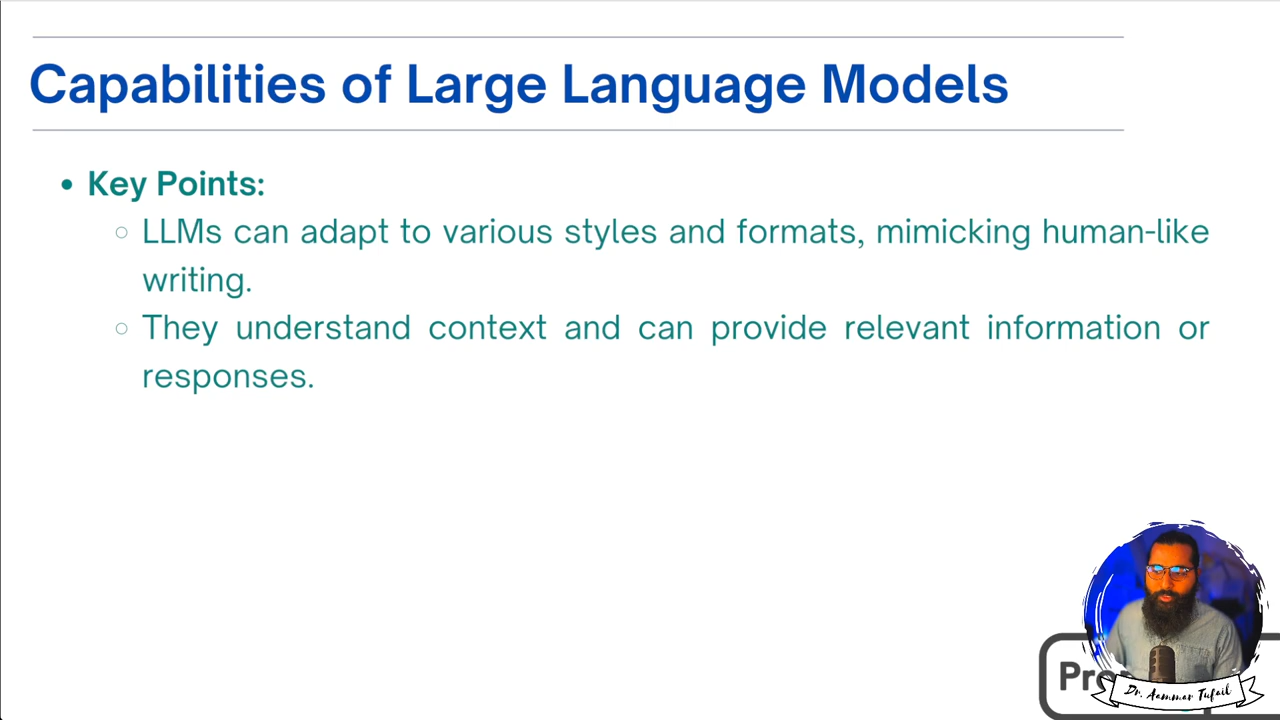 Capabilities of Large Language Models
• Key Points:
○ LLMs can adapt to various styles and formats, mimicking human-like
writing.
○ They understand context and can provide relevant information or
responses.
Dr. Aammar Tufail